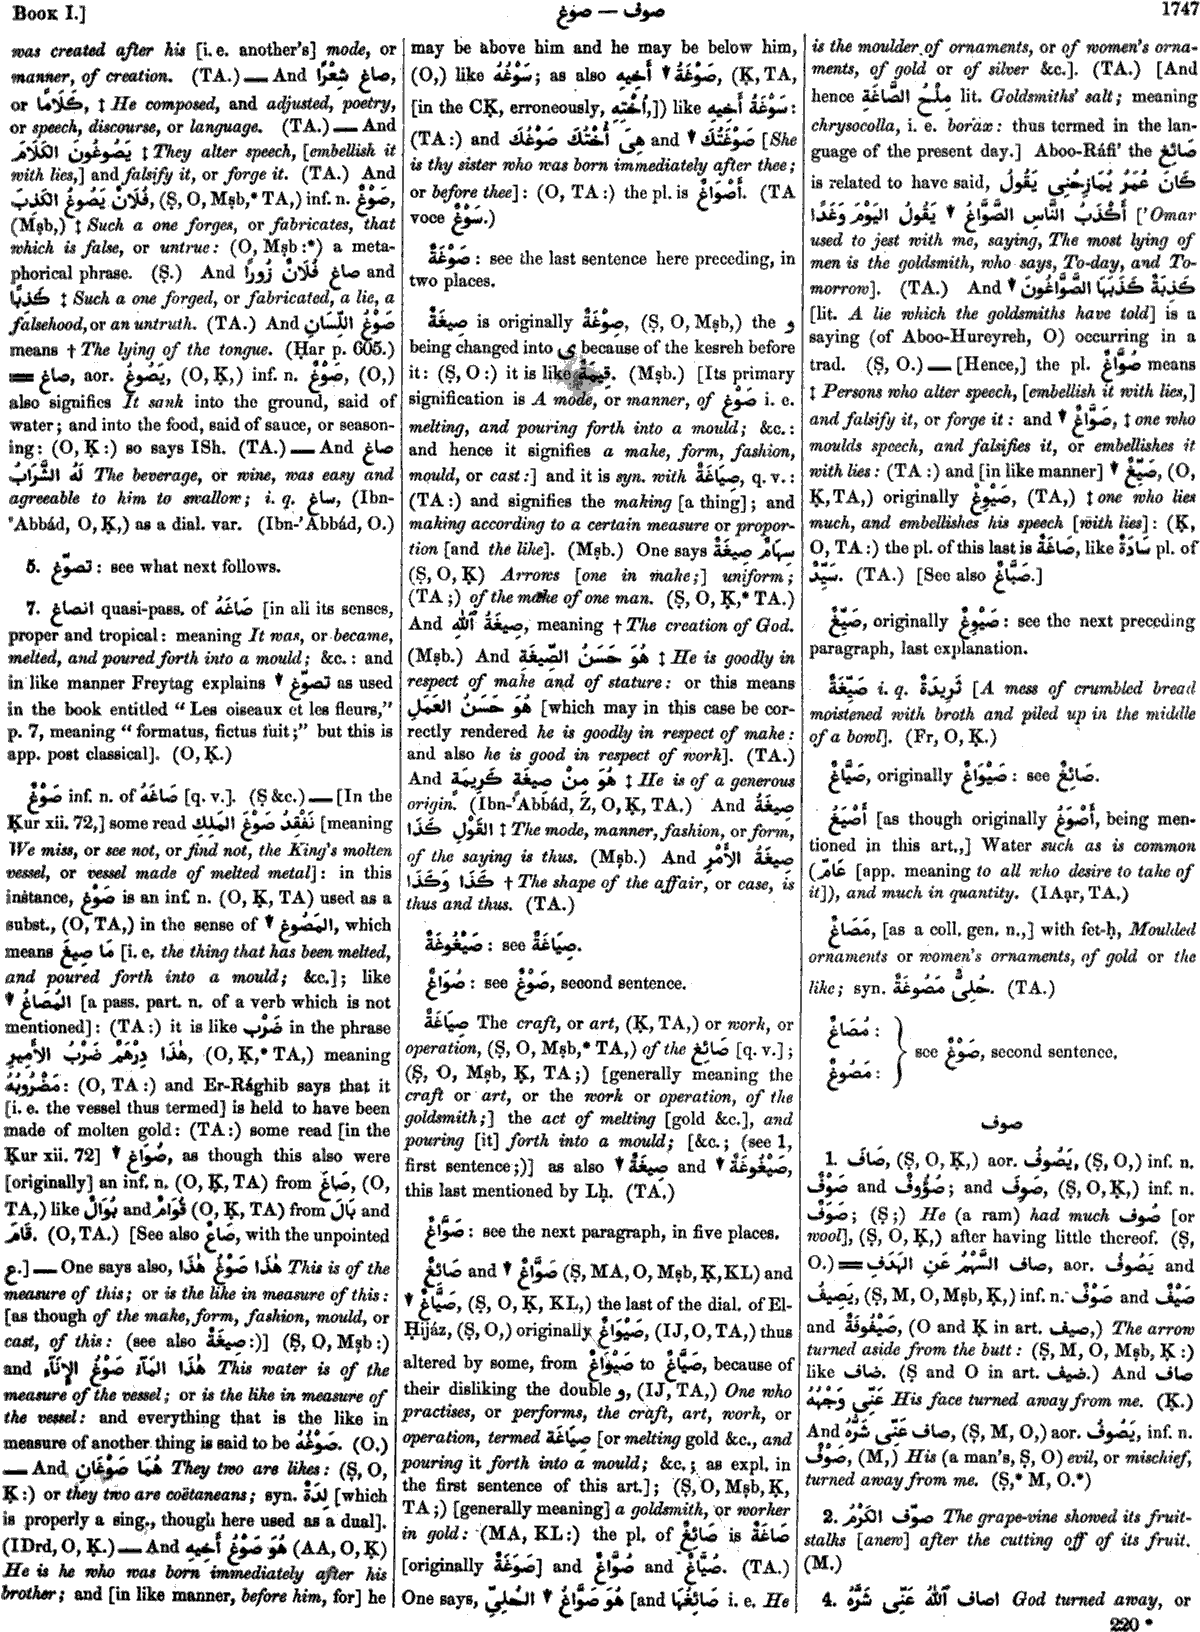 BOOK I.]
صوغ — صوف
1747
was created after his [i. e. another's] mode, or
manner, of creation. (TA.) — And صاغ شِعْرًا,
or كَلَامًا, ‡ He composed, and adjusted, poetry,
or speech, discourse, or language. (TA.) — And
يَصُوغُونَ الكَلَامَ ‡ They alter speech, [embellish it
with lies,] and falsify it, or forge it. (TA.) And
فُلَانٌ يَصُوغُ الكَذِبَ, (Ṣ, O, Mṣb,* TA,) inf. n. صَوْغٌ,
(Mṣb,) ‡ Such a one forges, or fabricates, that
which is false, or untrue: (O, Mṣb:*) a meta-
phorical phrase. (Ṣ.) And صاغ فُلَانٌ زُورًا and
كَذِبًا ‡ Such a one forged, or fabricated, a lie, a
falsehood, or an untruth. (TA.) And صَوْغُ اللِّسَانِ
means † The lying of the tongue. (Ḥar p. 605.)
═ صاغ, aor. يَصُوغُ, (O, Ḳ,) inf. n. صَوْغٌ, (O,)
also signifies It sank into the ground, said of
water; and into the food, said of sauce, or season-
ing: (O, Ḳ:) so says ISh. (TA.) — And صاغ
لَهُ الشَّرَابُ The beverage, or wine, was easy and
agreeable to him to swallow; i. q. ساغ, (Ibn-
'Abbád, O, Ḳ,) as a dial. var. (Ibn-'Abbád, O.)
5. تصوّغ: see what next follows.
7. انصاغ quasi-pass. of صَاغَهُ [in all its senses,
proper and tropical: meaning It was, or became,
melted, and poured forth into a mould; &c.: and
in like manner Freytag explains ▼ تصوّغ as used
in the book entitled "Les oiseaux et les fleurs,"
p. 7, meaning "formatus, fictus fuit;" but this is
app. post classical]. (O, Ḳ.)
صَوْغٌ inf. n. of صَاغَهُ [q. v.]. (Ṣ &c.) — [In the
Ḳur xii. 72,] some read نَفْقِدُ صَوْغَ المَلِكِ [meaning
We miss, or see not, or find not, the King's molten
vessel, or vessel made of melted metal]: in this
instance, صَوْغ is an inf. n. (O, Ḳ, TA) used as a
subst., (O, TA,) in the sense of ▼ المَصُوغ, which
means مَا صِيغَ [i. e. the thing that has been melted,
and poured forth into a mould; &c.]; like
▼ المُصَاغُ [a pass. part. n. of a verb which is not
mentioned]: (TA:) it is like ضَرْب in the phrase
هٰذَا دِرْهَمٌ ضَرْبُ الأَمِيرِ, (O, Ḳ,* TA,) meaning
مَضْرُوبُهُ: (O, TA:) and Er-Rághib says that it
[i. e. the vessel thus termed] is held to have been
made of molten gold: (TA:) some read [in the
Ḳur xii. 72] ▼ صُوَاغ, as though this also were
[originally] an inf. n. (O, Ḳ, TA) from صَاغَ, (O,
TA,) like بُوَالٌ and قُوَامٌ (O, Ḳ, TA) from بَالَ and
قَامَ. (O, TA.) [See also صَاعٌ, with the unpointed
ع.] — One says also, هٰذَا صَوْغُ هٰذَا This is of the
measure of this; or is the like in measure of this:
[as though of the make, form, fashion, mould, or
cast, of this: (see also صِيغَةٌ:)] (Ṣ, O, Mṣb:)
and هٰذَا المَآءُ صَوْغُ الإِنَآءِ This water is of the
measure of the vessel; or is the like in measure of
the vessel: and everything that is the like in
measure of another thing is said to be صَوْغُهُ. (O.)
— And هُمَا صَوْغَانِ They two are likes: (Ṣ, O,
Ḳ:) or they two are coëtaneans; syn. لِدَةٌ [which
is properly a sing., though here used as a dual].
(IDrd, O, Ḳ.) — And هُوَ صَوْغُ أَخِيهِ (AA, O, Ḳ)
He is he who was born immediately after his
brother; and [in like manner, before him, for] he
may be above him and he may be below him,
(O,) like سَوْغُهُ; as also ▼ صَوْغَةُ أَخِيهِ, (Ḳ, TA,
[in the CḲ, erroneously, أُخْتِهِ,]) like سَوْغَةُ أَخِيهِ:
(TA:) and هِىَ أُخْتُكَ صَوْغُكَ and ▼ صَوْغَتُكَ [She
is thy sister who was born immediately after thee;
or before thee]: (O, TA:) the pl. is أَصْوَاغٌ. (TA
voce سَوْغٌ.)
صَوْغَةٌ: see the last sentence here preceding, in
two places.
صِيغَةٌ is originally صِوْغَةٌ, (Ṣ, O, Mṣb,) the و
being changed into ى because of the kesreh before
it: (Ṣ, O:) it is like قِيمَةٌ. (Mṣb.) [Its primary
signification is A mode, or manner, of صَوْغ i. e.
melting, and pouring forth into a mould; &c.:
and hence it signifies a make, form, fashion,
mould, or cast:] and it is syn. with صِيَاغَةٌ, q. v.:
(TA:) and signifies the making [a thing]; and
making according to a certain measure or propor-
tion [and the like]. (Mṣb.) One says سِهَامٌ صِيغَةٌ
(Ṣ, O, Ḳ) Arrows [one in make;] uniform;
(TA;) of the make of one man. (Ṣ, O, Ḳ,* TA.)
And صِيغَةُ ٱللّٰهِ, meaning † The creation of God.
(Mṣb.) And هُوَ حَسَنُ الصِّيغَةِ ‡ He is goodly in
respect of make and of stature: or this means
هُوَ حَسَنُ العَمَلِ [which may in this case be cor-
rectly rendered he is goodly in respect of make:
and also he is good in respect of work]. (TA.)
And هُوَ مِنْ صِيغَةٍ كَرِيمَةٍ ‡ He is of a generous
origin. (Ibn-'Abbád, Z, O, Ḳ, TA.) And صِيغَةُ
القَوْلِ كَذَا ‡ The mode, manner, fashion, or form,
of the saying is thus. (Mṣb.) And صِيغَةُ الأَمْرِ
كَذَا وَكَذَا † The shape of the affair, or case, is
thus and thus. (TA.)
صَيْغُوغَةٌ: see صِيَاغَةٌ.
صُوَاغٌ: see صَوْغٌ, second sentence.
صِيَاغَةٌ The craft, or art, (Ḳ, TA,) or work, or
operation, (Ṣ, O, Mṣb,* TA,) of the صَائِغ [q. v.];
(Ṣ, O, Mṣb, Ḳ, TA;) [generally meaning the
craft or art, or the work or operation, of the
goldsmith;] the act of melting [gold &c.], and
pouring [it] forth into a mould; [&c.; (see 1,
first sentence;)] as also ▼ صِيغَةٌ and ▼ صَيْغُوغَةٌ,
this last mentioned by Lḥ. (TA.)
صَوَّاغٌ: see the next paragraph, in five places.
صَائِغٌ and ▼ صَوَّاغٌ (Ṣ, MA, O, Mṣb, Ḳ, KL) and
▼ صَيَّاغٌ, (Ṣ, O, Ḳ, KL,) the last of the dial. of El-
Ḥijáz, (Ṣ, O,) originally صَيْوَاغٌ, (IJ, O, TA,) thus
altered by some, from صَيْوَاغٌ to صَيَّاغٌ, because of
their disliking the double و, (IJ, TA,) One who
practises, or performs, the craft, art, work, or
operation, termed صِيَاغَة [or melting gold &c., and
pouring it forth into a mould; &c.; as expl. in
the first sentence of this art.]; (Ṣ, O, Mṣb, Ḳ,
TA;) [generally meaning] a goldsmith, or worker
in gold: (MA, KL:) the pl. of صَائِغٌ is صَاغَةٌ
[originally صَوَغَةٌ] and صُوَّاغٌ and صُيَّاغٌ. (TA.)
One says, هُوَ صَوَّاغُ ▼ الحُلِىِّ [and صَائِغُهَا i. e. He
is the moulder of ornaments, or of women's orna-
ments, of gold or of silver &c.]. (TA.) [And
hence مِلْحُ الصَّاغَةِ lit. Goldsmiths' salt; meaning
chrysocolla, i. e. borax: thus termed in the lan-
guage of the present day.] Aboo-Ráfi' the صَائِغ
is related to have said, كَانَ عُمَرُ يُمَازِحُنِى يَقُولُ
أَكْذَبُ النَّاسِ الصَّوَّاغُ ▼ يَقُولُ اليَوْمَ وَغَدًا ['Omar
used to jest with me, saying, The most lying of
men is the goldsmith, who says, To-day, and To-
morrow]. (TA.) And كَذِبَةٌ كَذَبَهَا الصَّوَّاغُونَ ▼
[lit. A lie which the goldsmiths have told] is a
saying (of Aboo-Hureyreh, O) occurring in a
trad. (Ṣ, O.) — [Hence,] the pl. صُوَّاغٌ means
‡ Persons who alter speech, [embellish it with lies,]
and falsify it, or forge it: and ▼ صَوَّاغٌ, ‡ one who
moulds speech, and falsifies it, or embellishes it
with lies: (TA:) and [in like manner] ▼ صَيِّغٌ, (O,
Ḳ, TA,) originally صَيْوِغٌ, (TA,) ‡ one who lies
much, and embellishes his speech [with lies]: (Ḳ,
O, TA:) the pl. of this last is صَاغَةٌ, like سَادَةٌ pl. of
سَيِّدٌ. (TA.) [See also صَبَّاغٌ.]
صَيِّغٌ, originally صَيْوِغٌ: see the next preceding
paragraph, last explanation.
صَيِّغَةٌ i. q. ثَرِيدَةٌ [A mess of crumbled bread
moistened with broth and piled up in the middle
of a bowl]. (Fr, O, Ḳ.)
صَيَّاغٌ, originally صَيْوَاغٌ: see صَائِغٌ.
أَصْيَغُ [as though originally أَصْوَغُ, being men-
tioned in this art.,] Water such as is common
(عَامّ [app. meaning to all who desire to take of
it]), and much in quantity. (IAạr, TA.)
مَصَاغٌ, [as a coll. gen. n.,] with fet-ḥ, Moulded
ornaments or women's ornaments, of gold or the
like; syn. حُلِىٌّ مَصُوغَةٌ. (TA.)
مُصَاغٌ:
مَصُوغٌ:
} see صَوْغٌ, second sentence.
صوف
1. صَافَ, (Ṣ, O, Ḳ,) aor. يَصُوفُ, (Ṣ, O,) inf. n.
صَوْفٌ and صُؤُوفٌ; and صَوِفَ, (Ṣ, O, Ḳ,) inf. n.
صَوَفٌ; (Ṣ;) He (a ram) had much صُوف [or
wool], (Ṣ, O, Ḳ,) after having little thereof. (Ṣ,
O.) ═ صاف السَّهْمُ عَنِ الهَدَفِ, aor. يَصُوفُ and
يَصِيفُ, (Ṣ, M, O, Mṣb, Ḳ,) inf. n. صَوْفٌ and صَيْفٌ
and صَيْفُوفَةٌ, (O and Ḳ in art. صيف,) The arrow
turned aside from the butt: (Ṣ, M, O, Mṣb, Ḳ:)
like ضاف. (Ṣ and O in art. ضيف.) And صاف
عَنِّى وَجْهُهُ His face turned away from me. (Ḳ.)
And صاف عَنِّى شَرُّهُ, (Ṣ, M, O,) aor. يَصُوفُ, inf. n.
صَوْفٌ, (M,) His (a man's, Ṣ, O) evil, or mischief,
turned away from me. (Ṣ,* M, O.*)
2. صوّف الكَرْمُ The grape-vine showed its fruit-
stalks [anew] after the cutting off of its fruit.
(M.)
4. اصاف ٱللّٰهُ عَنِّى شَرَّهُ God turned away, or
220 *